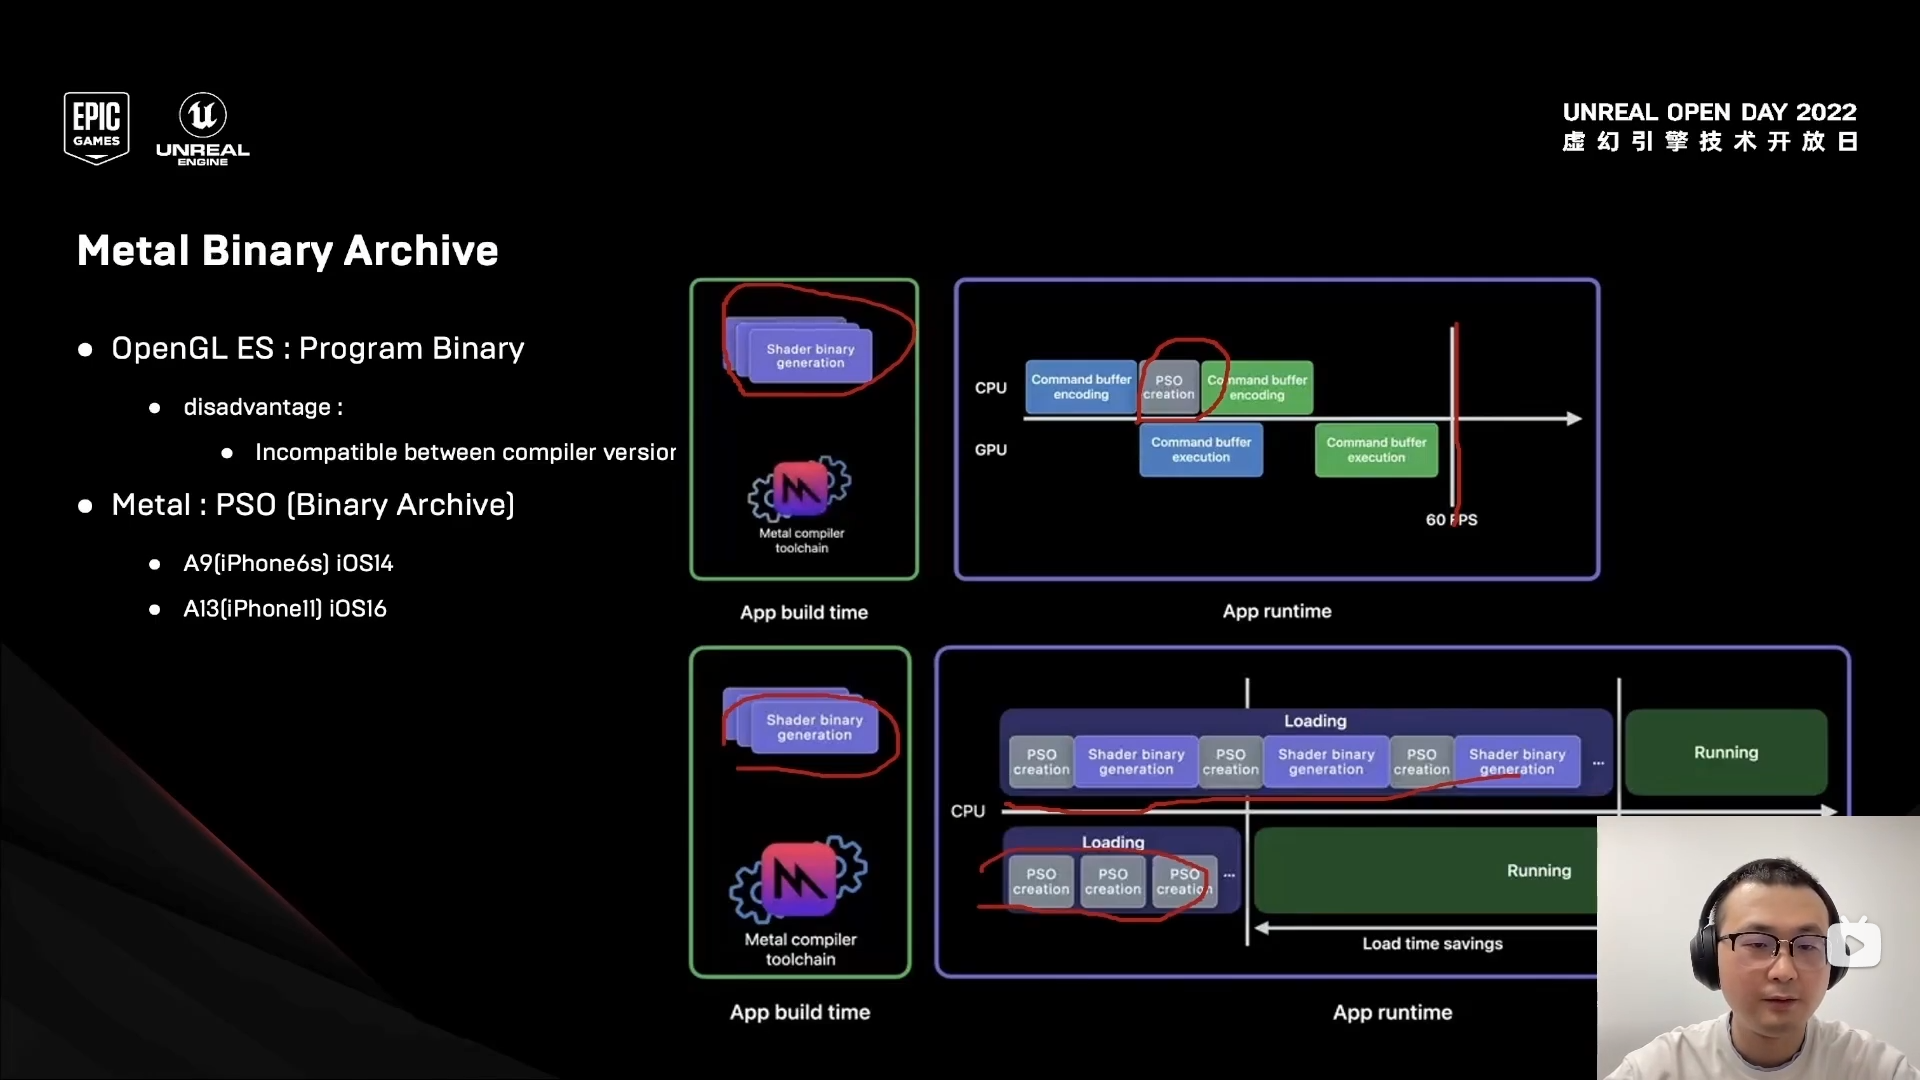 EPIC
GAMES
UNREAL
ENGINE
UNREAL OPEN DAY 2022
虚幻引擎技术开放日
Metal Binary Archive
OpenGL ES : Program Binary
disadvantage :
Incompatible between compiler version
Metal : PSO (Binary Archive)
A9(iPhone6s) iOS14
A13(iPhone11) iOS16
Shader binary
generation
Metal compiler
toolchain
App build time
CPU
Command buffer
encoding
PSO
creation
Command buffer
encoding
GPU
Command buffer
execution
Command buffer
execution
60 FPS
App runtime
Shader binary
generation
Metal compiler
toolchain
App build time
Loading
PSO
creation
Shader binary
generation
PSO
creation
Shader binary
generation
PSO
creation
Shader binary
generation
...
Running
CPU
Loading
PSO
creation
PSO
creation
PSO
creation
...
Running
Load time savings
App runtime